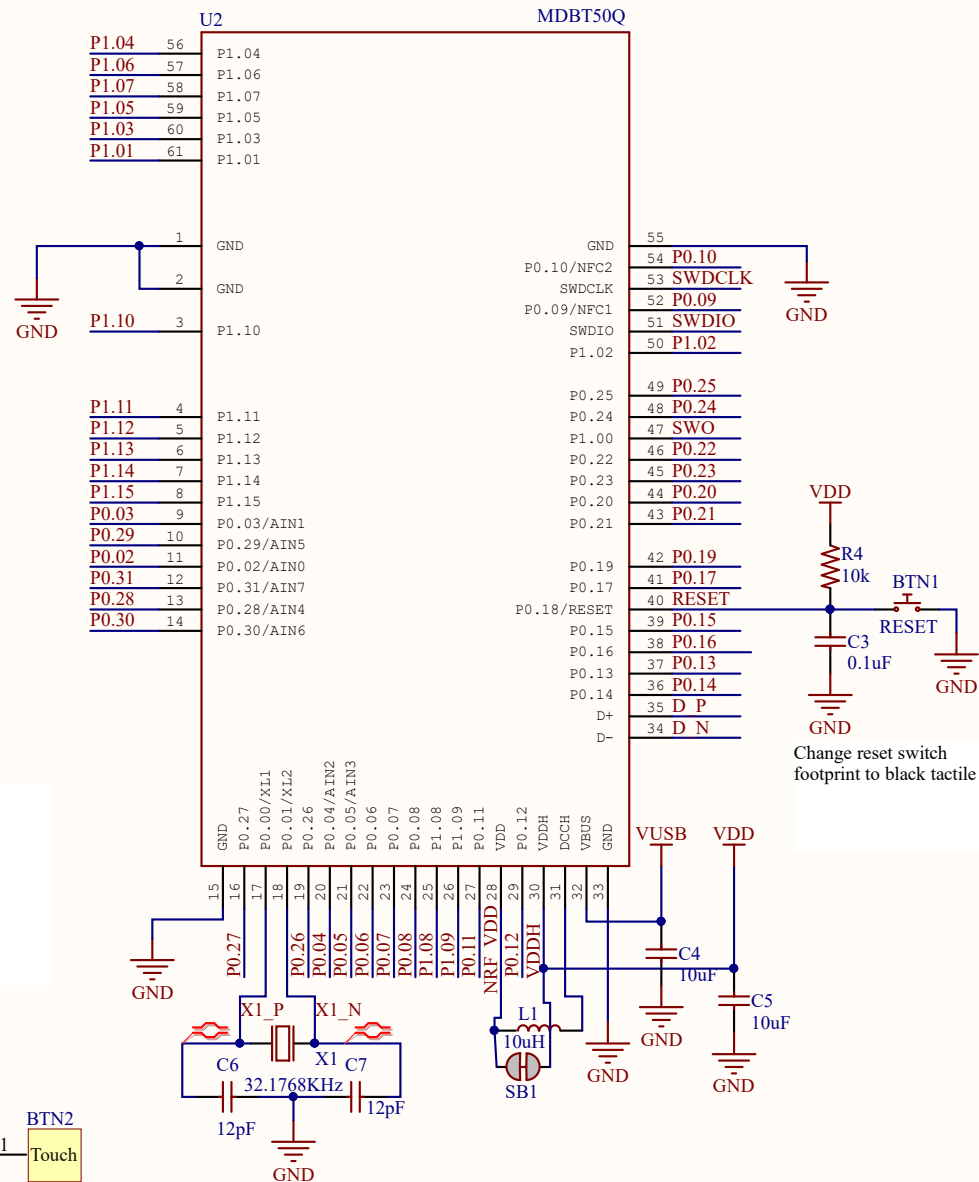 U2
MDBT50Q
P1.04 56 P1.04
P1.06 57 P1.06
P1.07 58 P1.07
P1.05 59 P1.05
P1.03 60 P1.03
P1.01 61 P1.01
1 GND
2 GND
GND
P1.10 3 P1.10
P1.11 4 P1.11
P1.12 5 P1.12
P1.13 6 P1.13
P1.14 7 P1.14
P1.15 8 P1.15
P0.03 9 P0.03/AIN1
P0.29 10 P0.29/AIN5
P0.02 11 P0.02/AIN0
P0.31 12 P0.31/AIN7
P0.28 13 P0.28/AIN4
P0.30 14 P0.30/AIN6
GND 55
P0.10/NFC2 54 P0.10
SWDCLK 53 SWDCLK
P0.09/NFC1 52 P0.09
SWDIO 51 SWDIO
P1.02 50 P1.02
GND
P0.25 49 P0.25
P0.24 48 P0.24
P1.00 47 SWO
P0.22 46 P0.22
P0.23 45 P0.23
P0.20 44 P0.20
P0.21 43 P0.21
P0.19 42 P0.19
P0.17 41 P0.17
P0.18/RESET 40 RESET
P0.15 39 P0.15
P0.16 38 P0.16
P0.13 37 P0.13
P0.14 36 P0.14
D+ 35 D_P
D- 34 D_N
VDD
R4
10k
BTN1
RESET
C3
0.1uF
GND
GND
Change reset switch
footprint to black tactile
GND 15
P0.27 16 P0.27
P0.00/XL1 17
P0.01/XL2 18
P0.26 19 P0.26
P0.04/AIN2 20 P0.04
P0.05/AIN3 21 P0.05
P0.06 22 P0.06
P0.07 23 P0.07
P0.08 24 P0.08
P1.08 25 P1.08
P1.09 26 P1.09
P0.11 27 P0.11
VDD 28 NRF_VDD
P0.12 29 P0.12
VDDH 30 VDDH
DCCH 31
VBUS 32
GND 33
GND
VUSB
VDD
C4
10uF
GND
C5
10uF
GND
L1
10uH
SB1
GND
X1_P
X1_N
X1
32.1768KHz
C6
12pF
C7
12pF
GND
BTN2
1
Touch